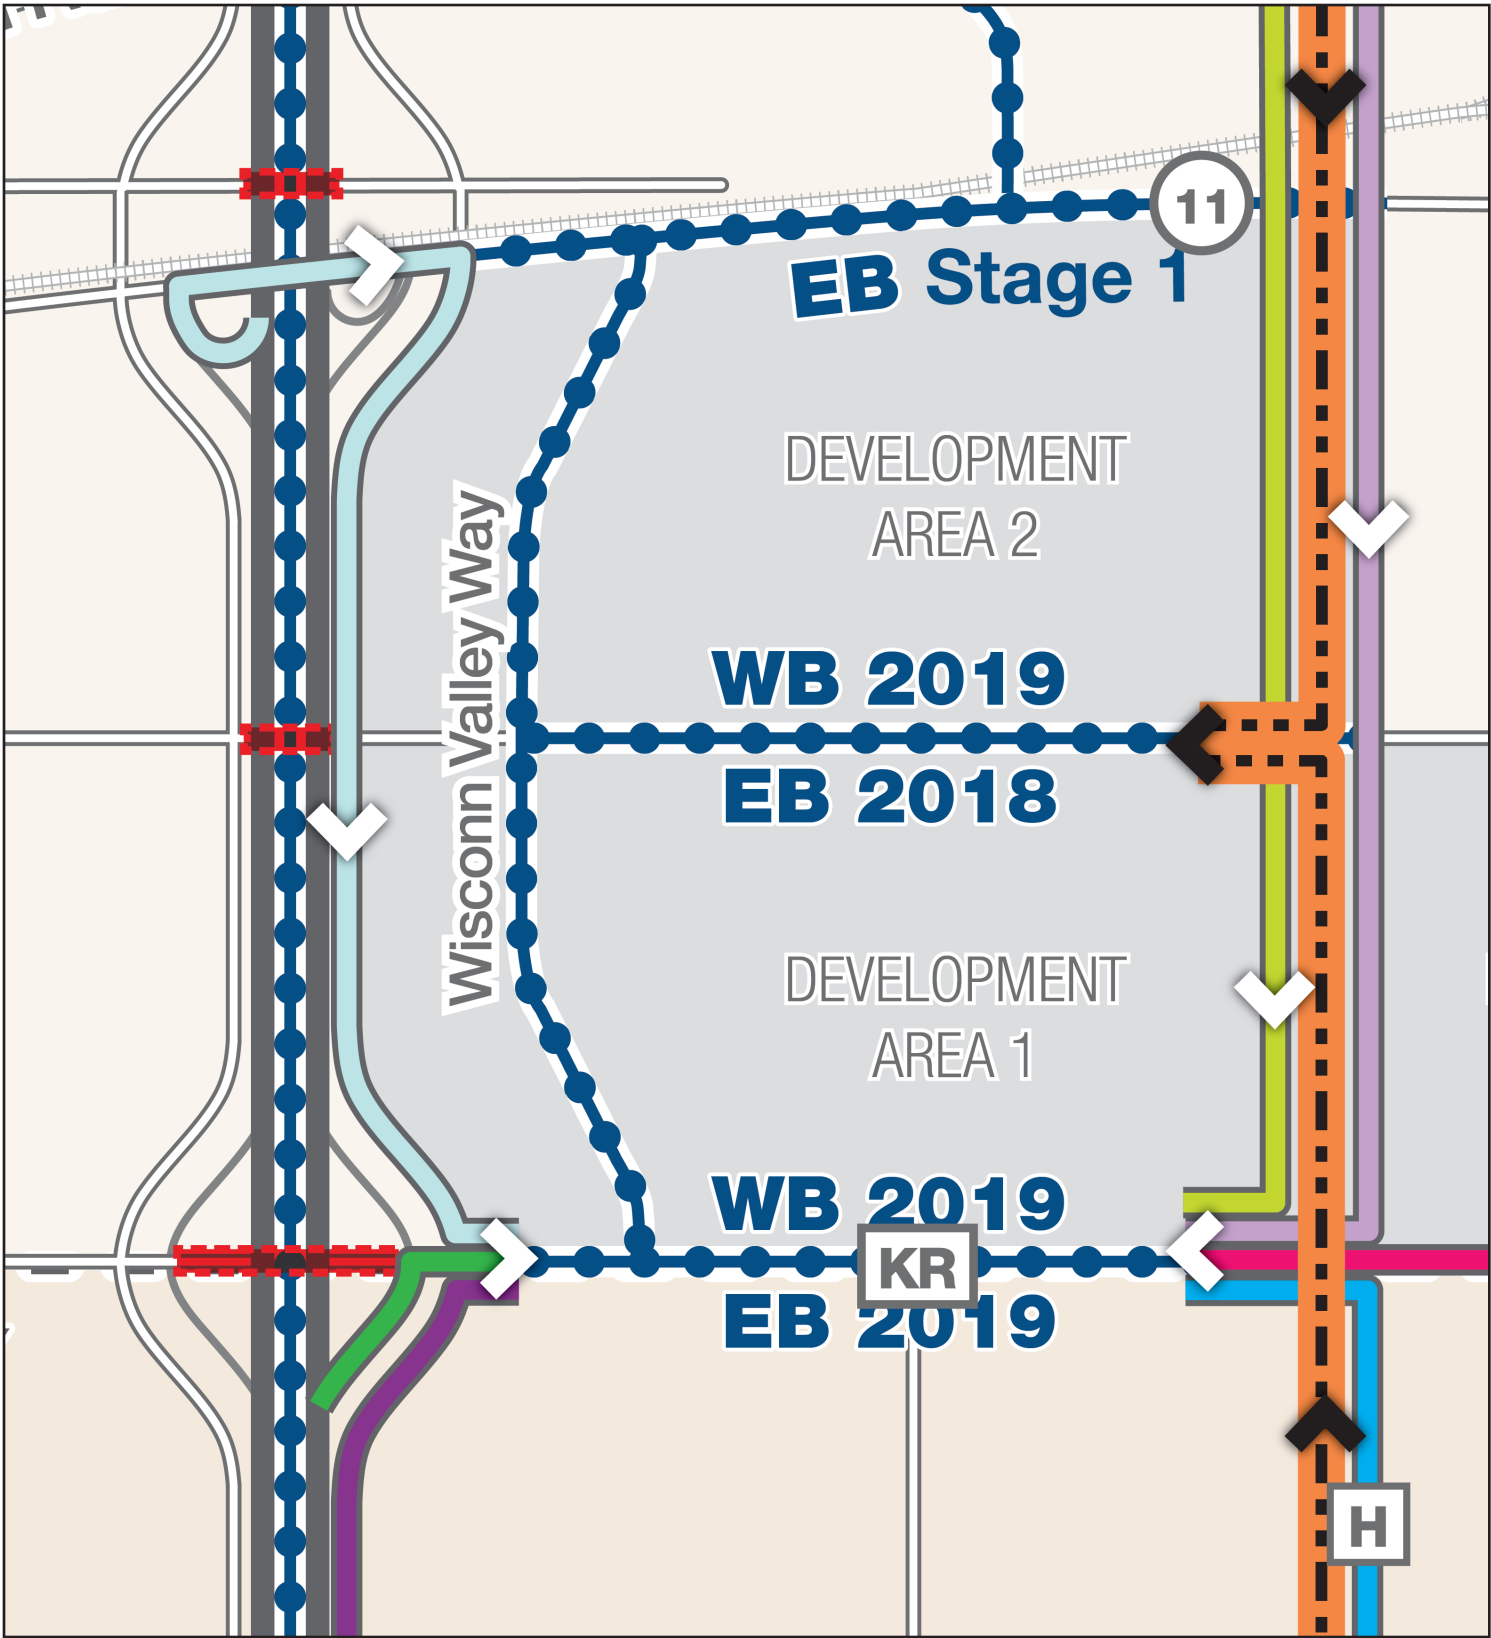 11
EB Stage 1
DEVELOPMENT
AREA 2
Wisconn Valley Way
WB 2019
EB 2018
DEVELOPMENT
AREA 1
WB 2019
KR
EB 2019
H